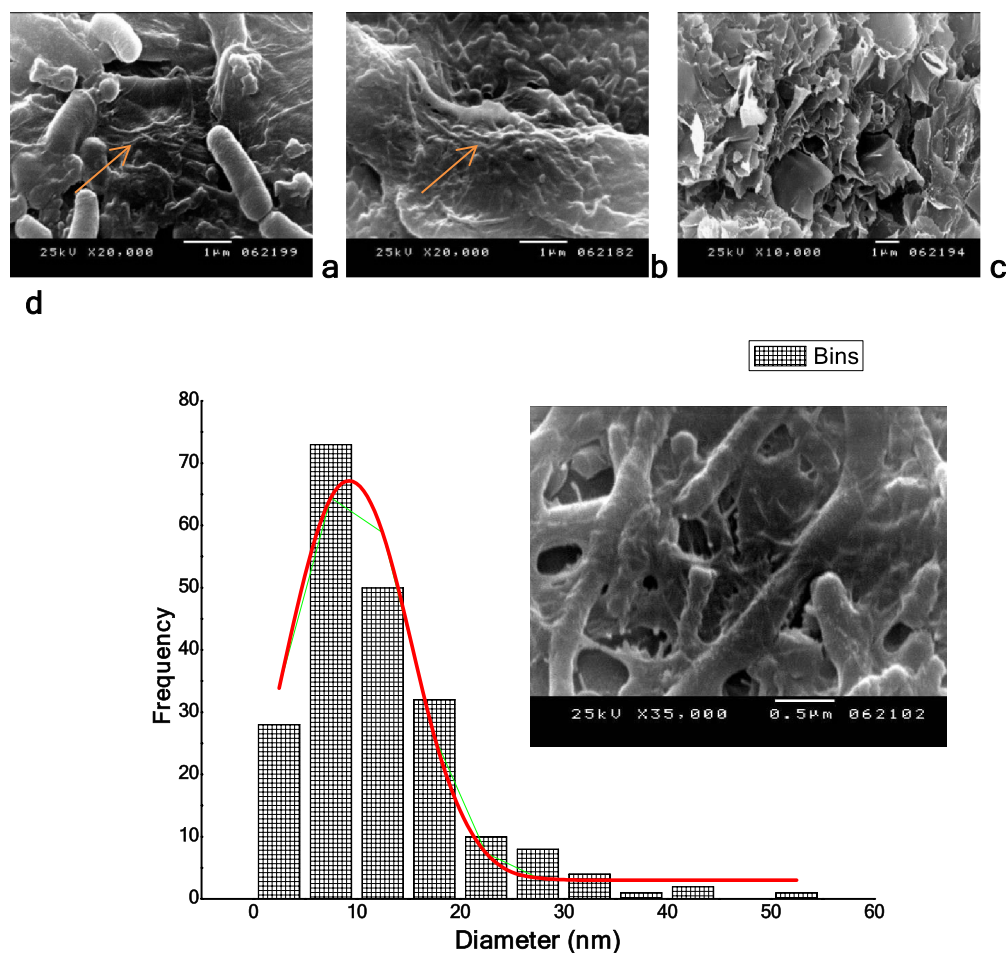 25kV X20,000 1µm 062199
a
25kV X20,000 1µm 062182
b
25kV X10,000 1µm 062194
c
d
Bins
80
70
60
50
40
30
20
10
0
Frequency
25kV X35,000 0.5µm 062102
0 10 20 30 40 50 60
Diameter (nm)